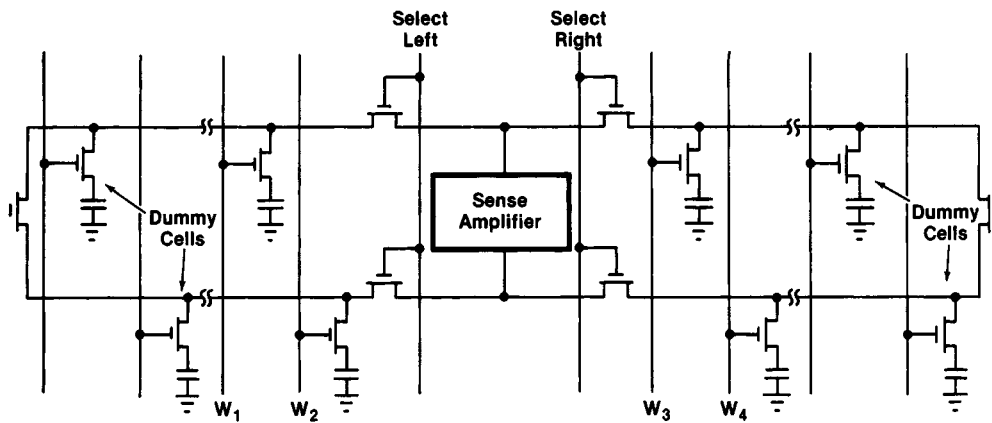 Select
Left
Select
Right
Sense
Amplifier
Dummy
Cells
Dummy
Cells
W1
W2
W3
W4